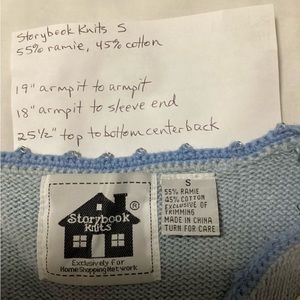 Storybook Knits S
55% ramie, 45% cotton
19" armpit to armpit
18" armpit to sleeve end
25 1/2" top to bottom center back
Storybook
Knits
®
Exclusively for
Home Shopping Network
S
55% RAMIE
45% COTTON
EXCLUSIVE OF
TRIMMING
MADE IN CHINA
TURN FOR CARE